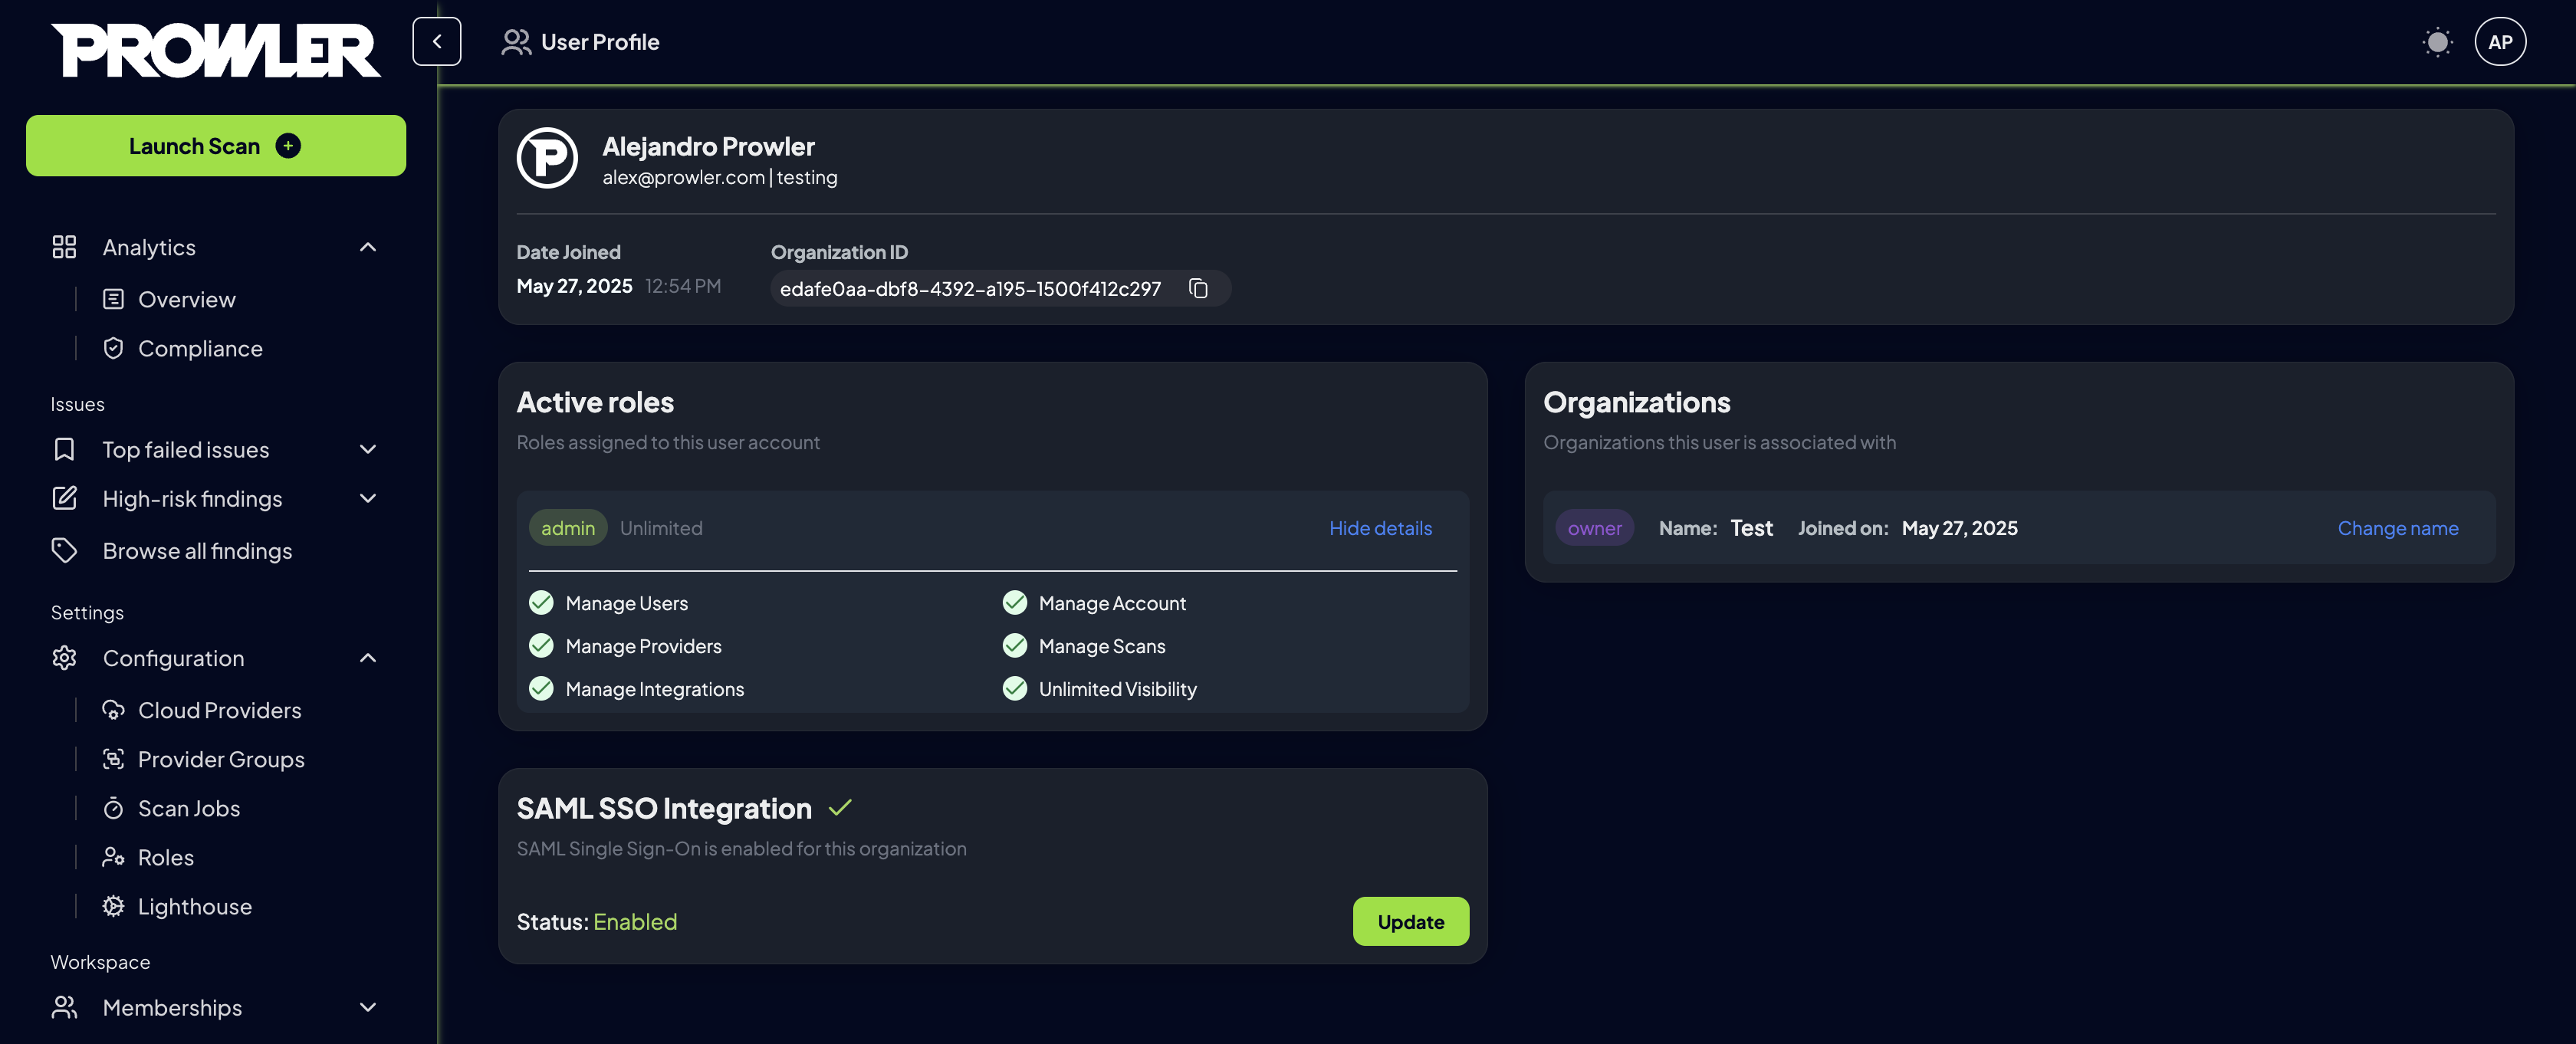 PROWLER
Launch Scan
Analytics
Overview
Compliance
Issues
Top failed issues
High-risk findings
Browse all findings
Settings
Configuration
Cloud Providers
Provider Groups
Scan Jobs
Roles
Lighthouse
Workspace
Memberships
User Profile
AP
Alejandro Prowler
alex@prowler.com | testing
Date Joined
May 27, 2025 12:54 PM
Organization ID
edafe0aa-dbf8-4392-a195-1500f412c297
Active roles
Roles assigned to this user account
admin Unlimited Hide details
Manage Users Manage Account
Manage Providers Manage Scans
Manage Integrations Unlimited Visibility
Organizations
Organizations this user is associated with
owner Name: Test Joined on: May 27, 2025 Change name
SAML SSO Integration
SAML Single Sign-On is enabled for this organization
Status: Enabled Update